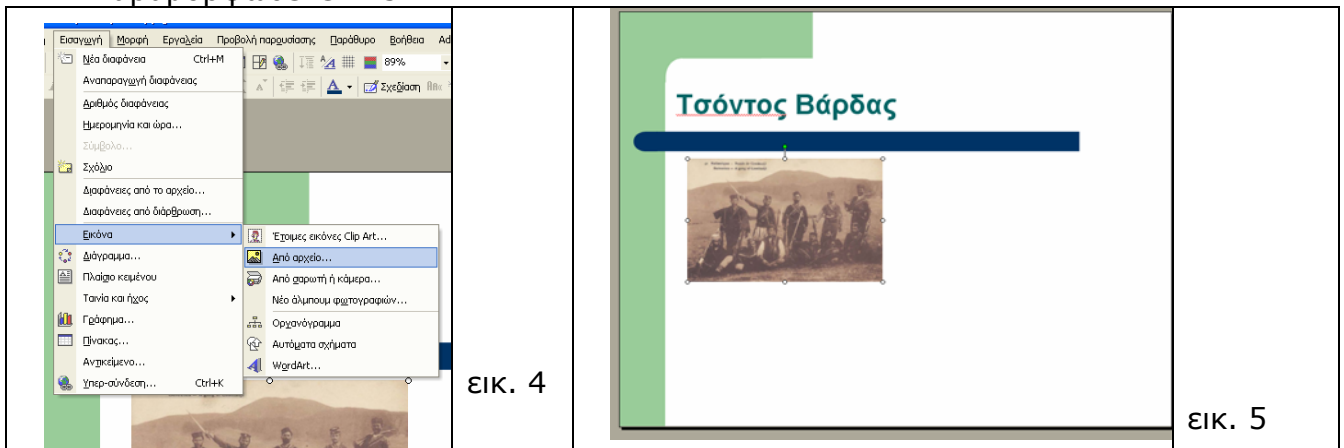 Εισαγωγή Μορφή Εργαλεία Προβολή παρουσίασης Παράθυρο Βοήθεια Ad
Νέα διαφάνεια Ctrl+M
89%
Αναπαραγωγή διαφάνειας
Σχεδίαση
Αριθμός διαφάνειας
Ημερομηνία και ώρα...
Σύμβολο...
Σχόλιο
Διαφάνειες από το αρχείο...
Διαφάνειες από διάρθρωση...
Εικόνα
Έτοιμες εικόνες Clip Art...
Διάγραμμα...
Από αρχείο...
Πλαίσιο κειμένου
Από σαρωτή ή κάμερα...
Ταινία και ήχος
Νέο άλμπουμ φωτογραφιών...
Γράφημα...
Οργανόγραμμα
Πίνακας...
Αυτόματα σχήματα
Αντικείμενο...
WordArt...
Υπερ-σύνδεση... Ctrl+K
εικ. 4
Τσόντος Βάρδας
εικ. 5